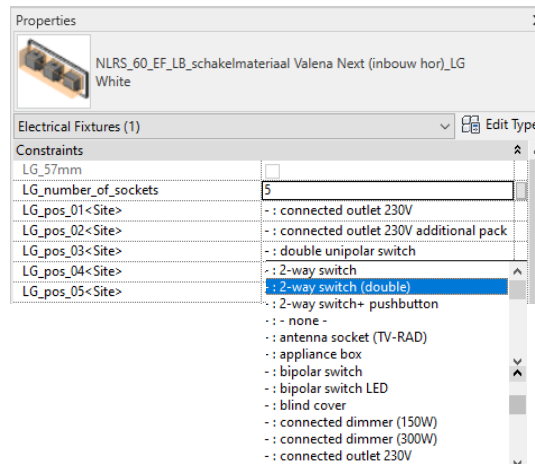 Properties
NLRS_60_EF_LB_schakelmateriaal Valena Next (inbouw hor)_LG
White
Electrical Fixtures (1)
Edit Type
Constraints
LG_57mm
LG_number_of_sockets 5
LG_pos_01<Site> - : connected outlet 230V
LG_pos_02<Site> - : connected outlet 230V additional pack
LG_pos_03<Site> - : double unipolar switch
LG_pos_04<Site> - : 2-way switch
LG_pos_05<Site> - : 2-way switch (double)
- : 2-way switch+ pushbutton
- : - none -
- : antenna socket (TV-RAD)
- : appliance box
- : bipolar switch
- : bipolar switch LED
- : blind cover
- : connected dimmer (150W)
- : connected dimmer (300W)
- : connected outlet 230V